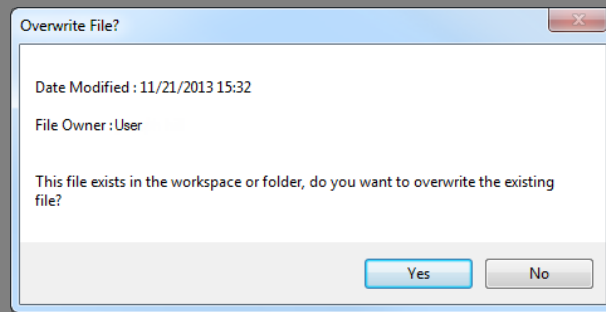 Overwrite File?
Date Modified : 11/21/2013 15:32
File Owner : User
This file exists in the workspace or folder, do you want to overwrite the existing
file?
Yes No